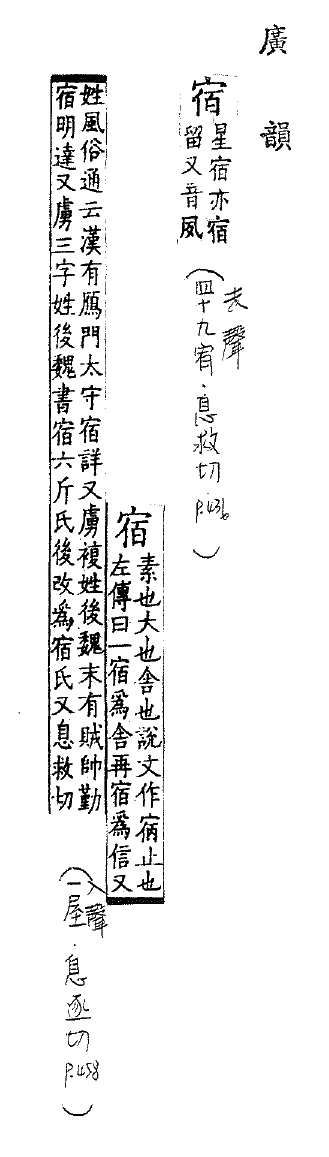 廣韻
宿
星宿亦宿
留又音夙
(去聲
四十九宥.息救切 P.436)
宿
素也大也舍也說文作㝛止也
左傳曰一宿爲舍再宿爲信又
姓風俗通云漢有鴈門太守宿詳又虜複姓後魏末有賊帥勤
宿明達又虜三字姓後魏書宿六斤氏後改爲宿氏又息救切
(入聲
一屋.息逐切 P.458)